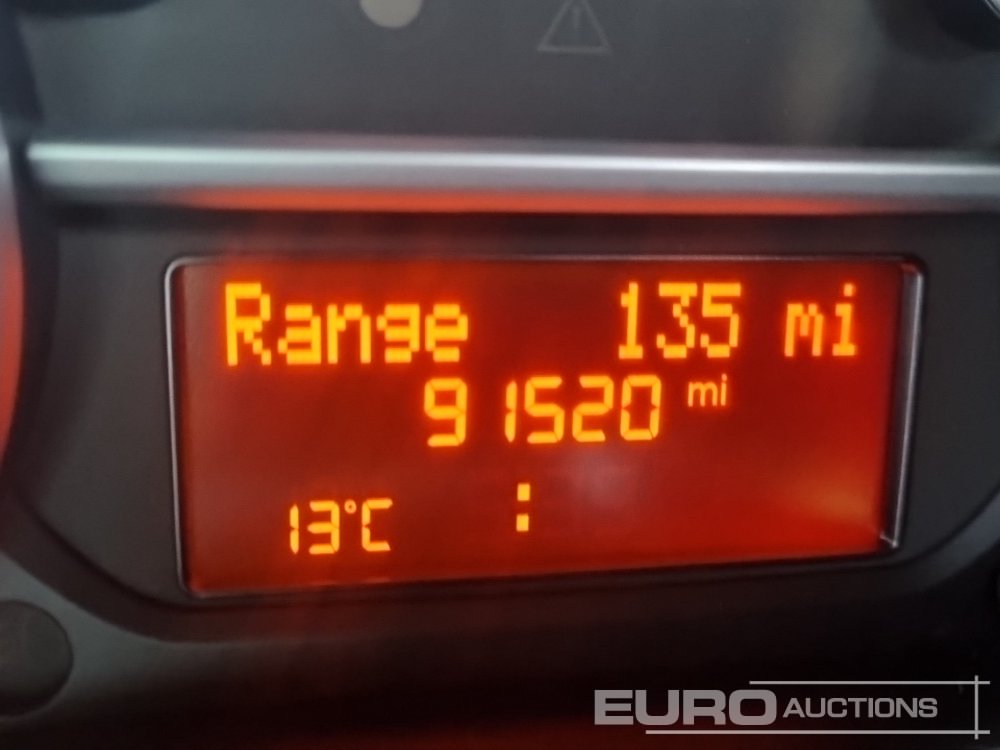 Range 135 mi
91520 mi
13°C :
EURO AUCTIONS